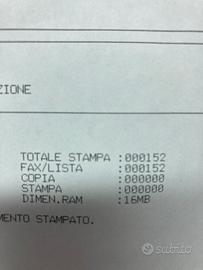 ZIONE
TOTALE STAMPA :000152
FAX/LISTA :000152
COPIA :000000
STAMPA :000000
DIMEN.RAM :16MB
MENTO STAMPATO.
subito